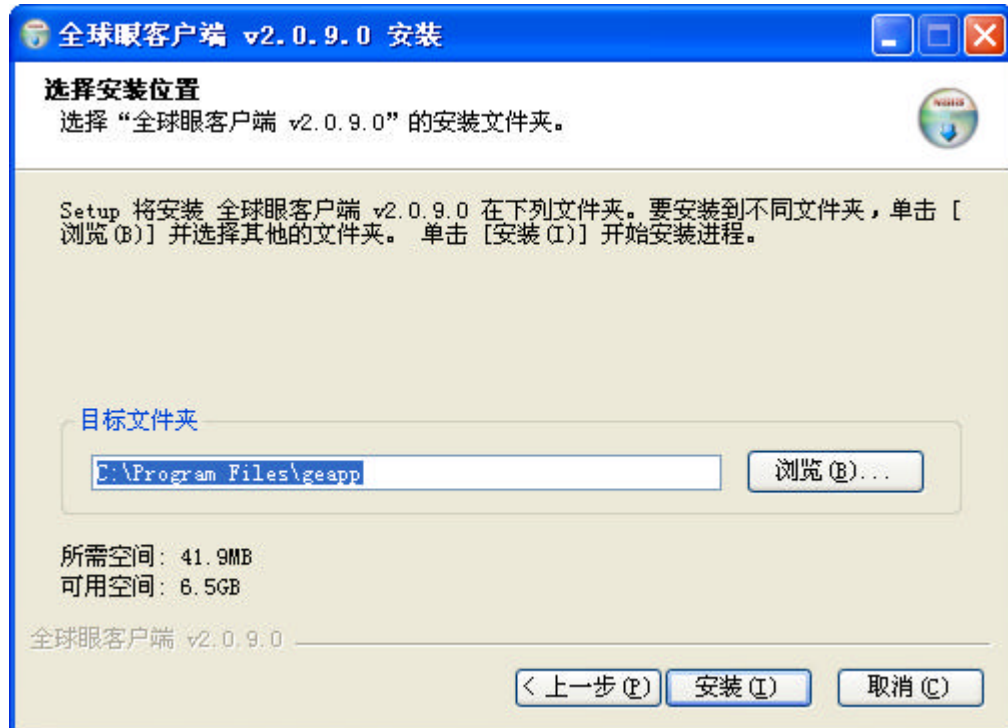 全球眼客户端 v2.0.9.0 安装
选择安装位置
选择“全球眼客户端 v2.0.9.0”的安装文件夹。
Setup 将安装 全球眼客户端 v2.0.9.0 在下列文件夹。要安装到不同文件夹，单击 [
浏览(B)] 并选择其他的文件夹。 单击 [安装(I)] 开始安装进程。
目标文件夹
C:\Program Files\geapp
浏览(B)...
所需空间: 41.9MB
可用空间: 6.5GB
全球眼客户端 v2.0.9.0
< 上一步(P) 安装(I) 取消(C)